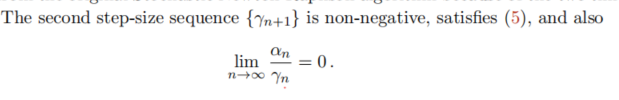 The second step-size sequence {γₙ₊₁} is non-negative, satisfies (5), and also
lim n→∞ αₙ/γₙ = 0.